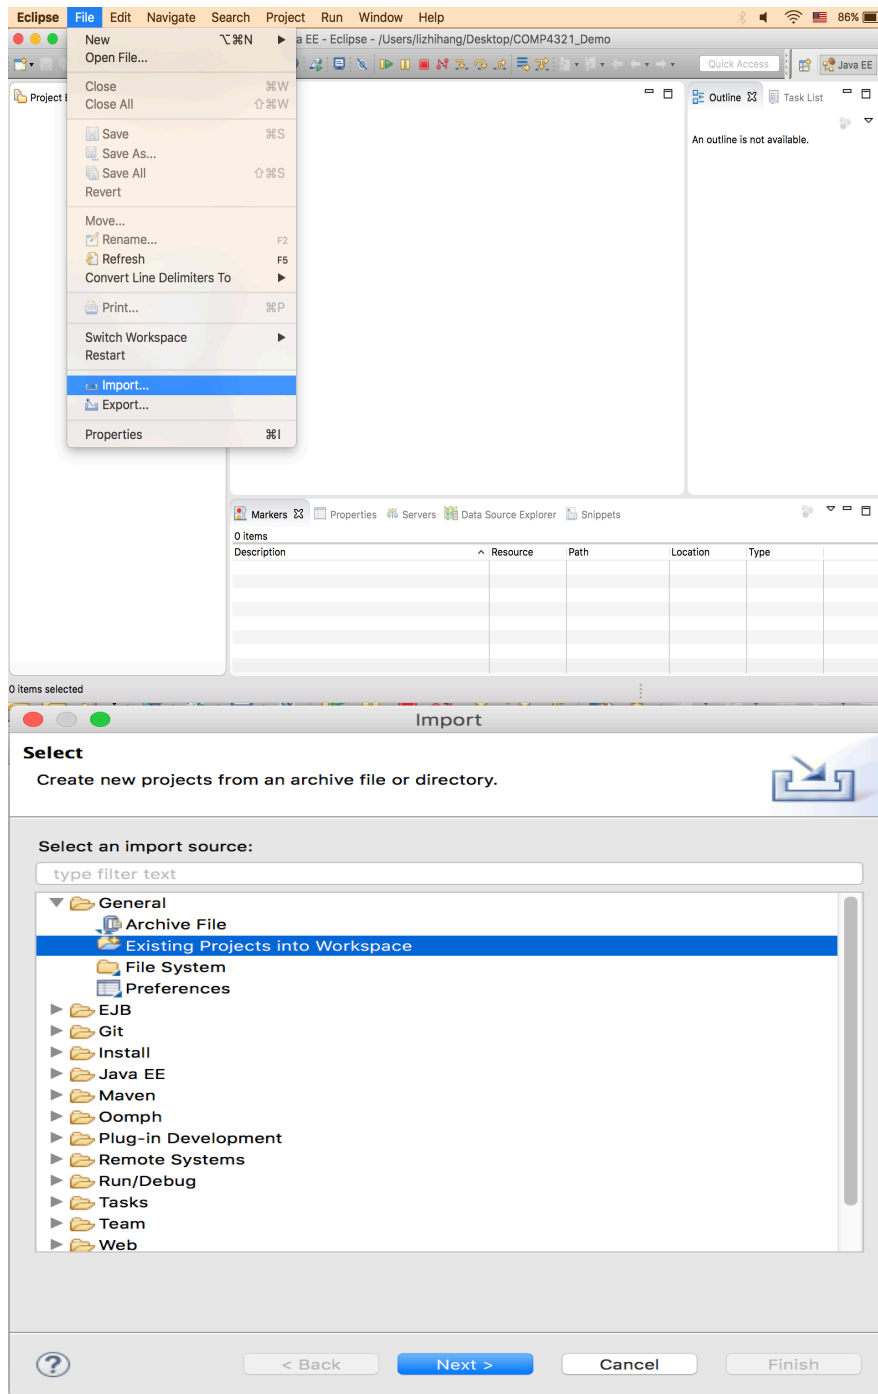 Eclipse File Edit Navigate Search Project Run Window Help 86%
a EE - Eclipse - /Users/lizhihang/Desktop/COMP4321_Demo
Quick Access Java EE
New ⌥⌘N
Open File...
Close ⌘W
Close All ⇧⌘W
Save ⌘S
Save As...
Save All ⇧⌘S
Revert
Move...
Rename... F2
Refresh F5
Convert Line Delimiters To
Print... ⌘P
Switch Workspace
Restart
Import...
Export...
Properties ⌘I
Project
Outline Task List
An outline is not available.
Markers Properties Servers Data Source Explorer Snippets
0 items
Description Resource Path Location Type
0 items selected
Import
Select
Create new projects from an archive file or directory.
Select an import source:
type filter text
General
Archive File
Existing Projects into Workspace
File System
Preferences
EJB
Git
Install
Java EE
Maven
Oomph
Plug-in Development
Remote Systems
Run/Debug
Tasks
Team
Web
? < Back Next > Cancel Finish